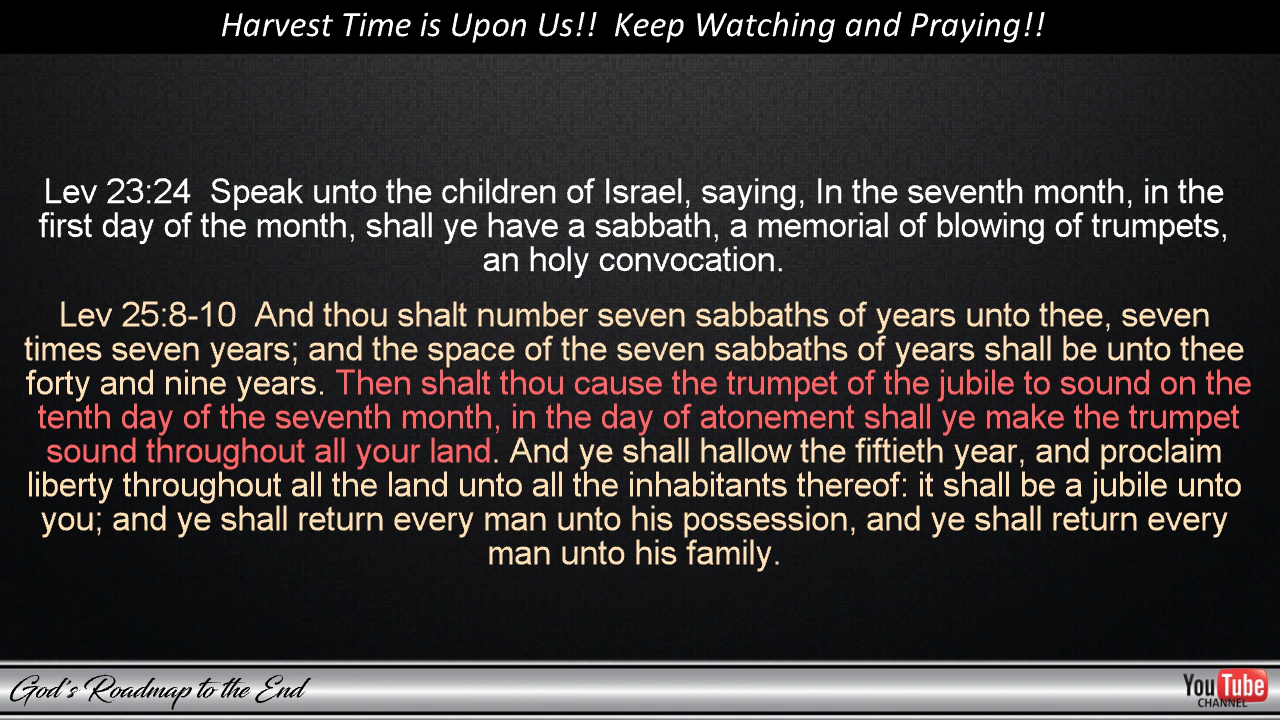 Harvest Time is Upon Us!!  Keep Watching and Praying!!
Lev 23:24  Speak unto the children of Israel, saying, In the seventh month, in the
first day of the month, shall ye have a sabbath, a memorial of blowing of trumpets,
an holy convocation.
Lev 25:8-10  And thou shalt number seven sabbaths of years unto thee, seven
times seven years; and the space of the seven sabbaths of years shall be unto thee
forty and nine years. Then shalt thou cause the trumpet of the jubile to sound on the
tenth day of the seventh month, in the day of atonement shall ye make the trumpet
sound throughout all your land. And ye shall hallow the fiftieth year, and proclaim
liberty throughout all the land unto all the inhabitants thereof: it shall be a jubile unto
you; and ye shall return every man unto his possession, and ye shall return every
man unto his family.
God's Roadmap to the End
YouTube
CHANNEL